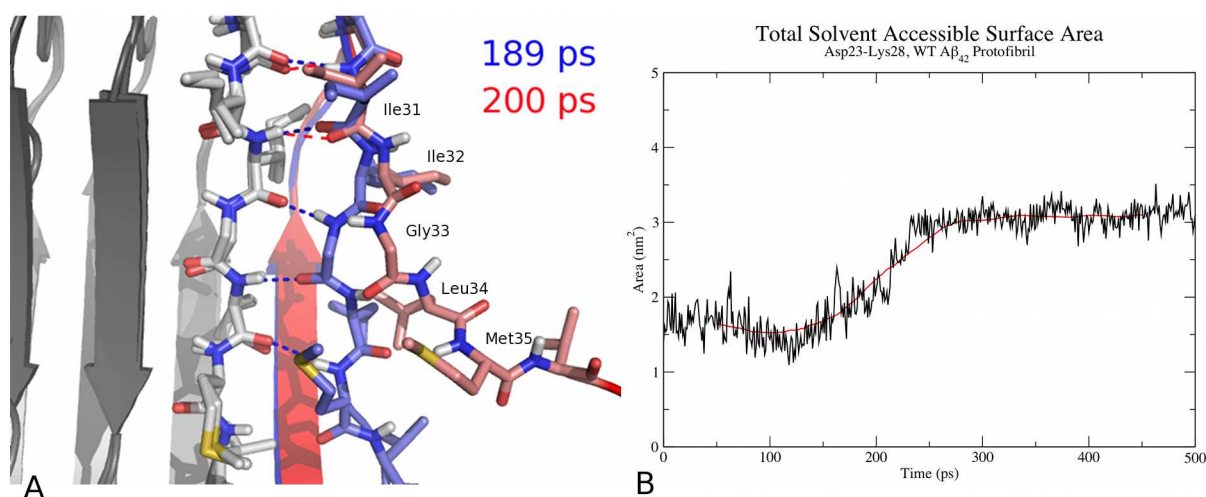 189 ps
200 ps
Ile31
Ile32
Gly33
Leu34
Met35
A
Total Solvent Accessible Surface Area
Asp23-Lys28, WT Aβ42 Protofibril
Area (nm²)
5
4
3
2
1
0
0 100 200 300 400 500
Time (ps)
B